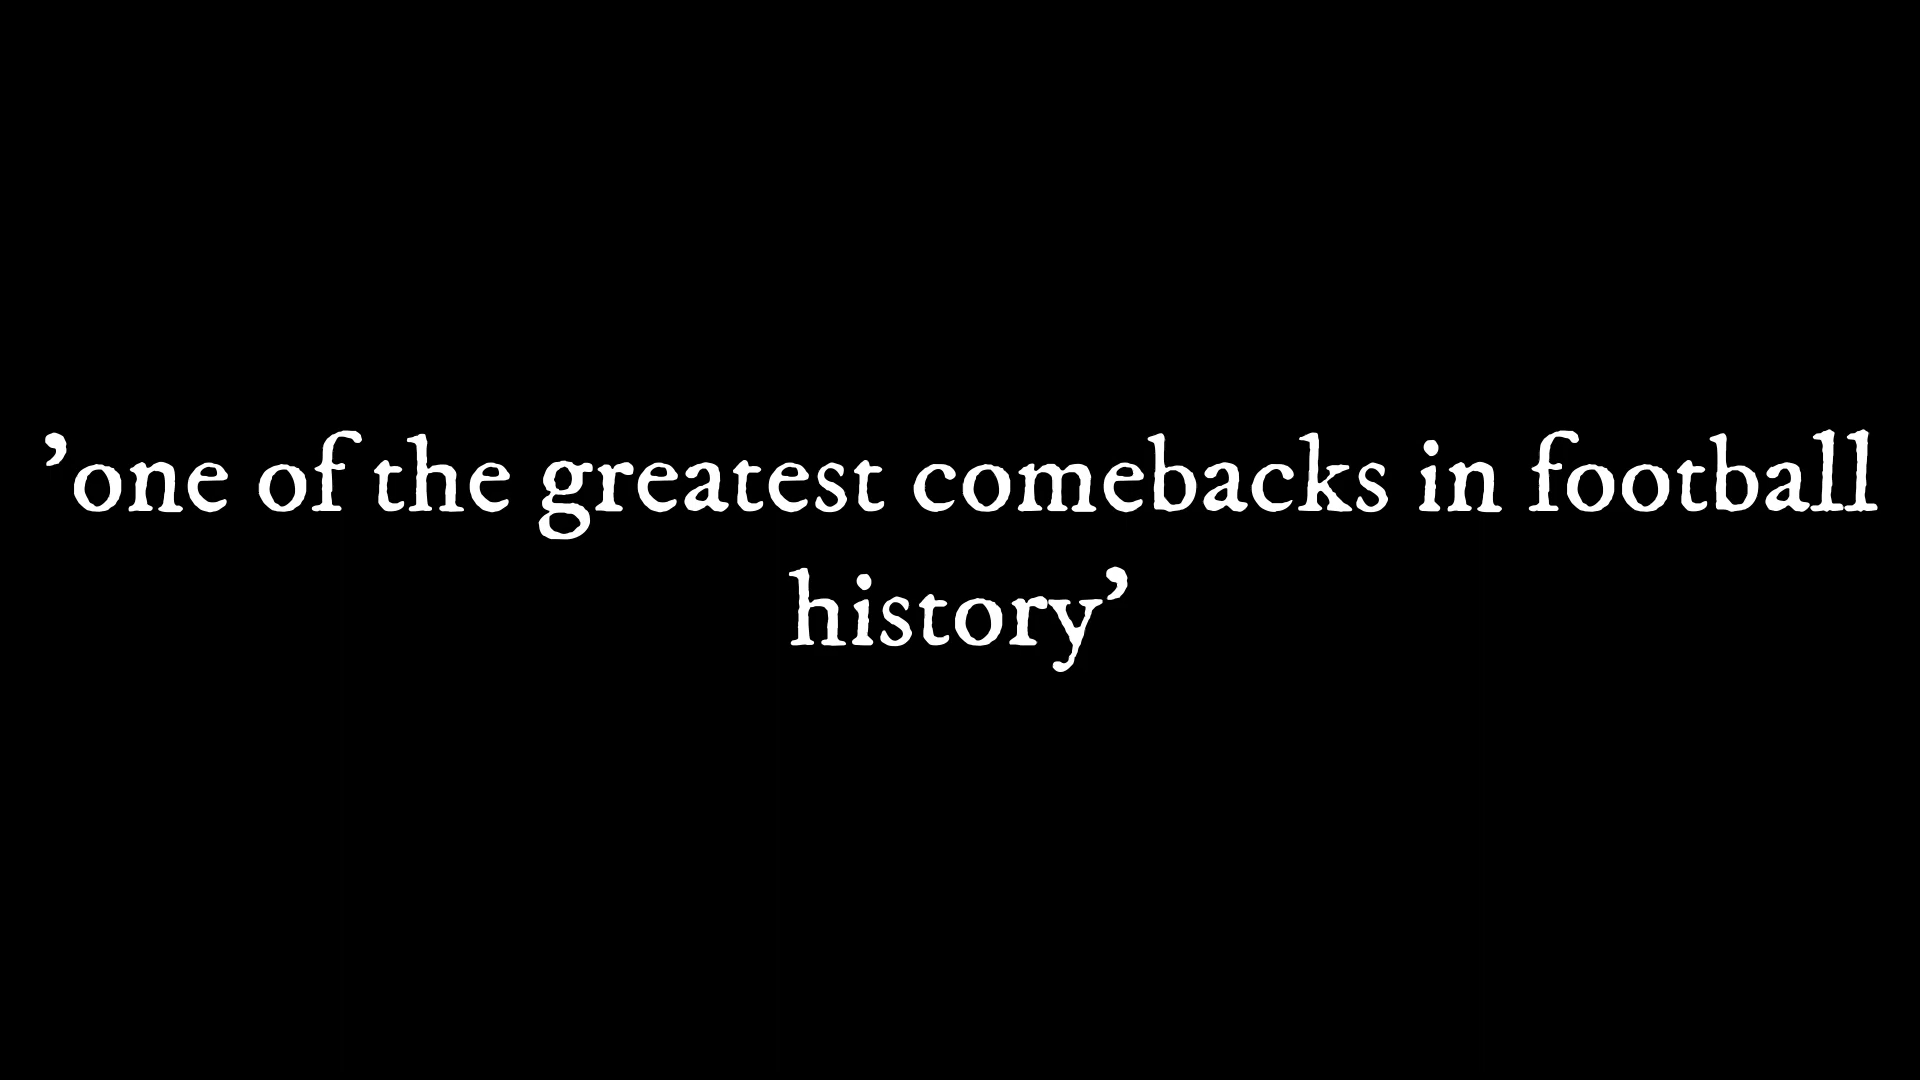 ’one of the greatest comebacks in football
history’